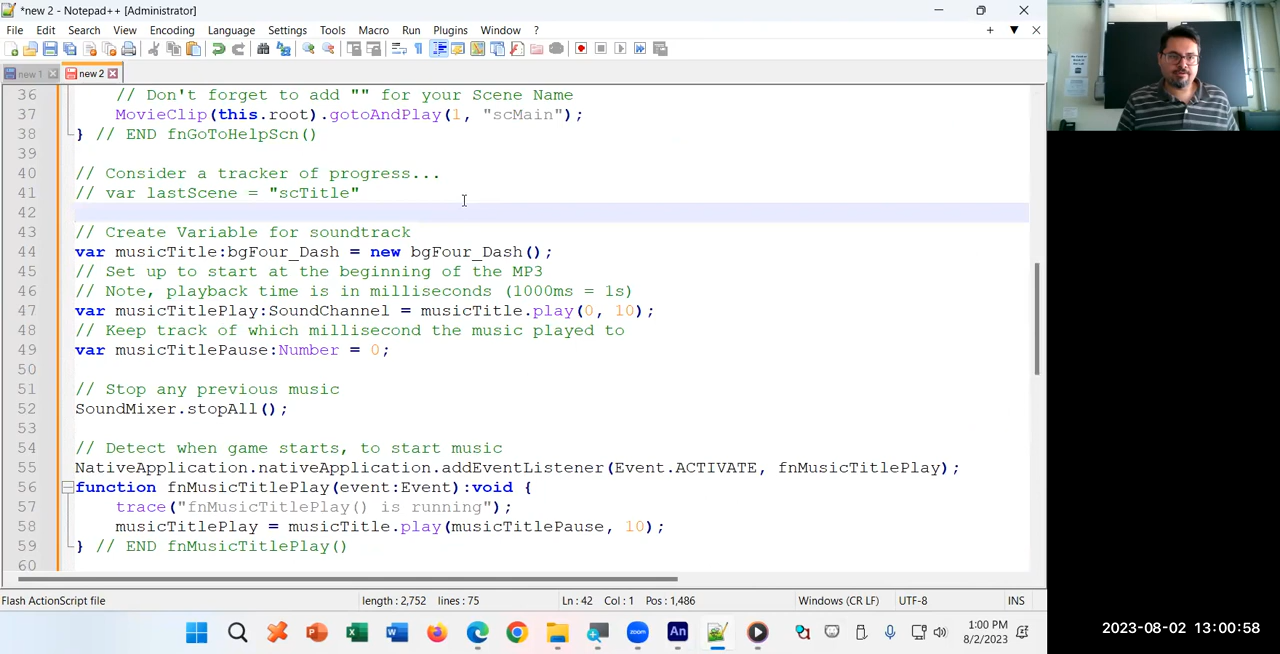 *new 2 - Notepad++ [Administrator]
File Edit Search View Encoding Language Settings Tools Macro Run Plugins Window ?
new 1 new 2
36 // Don't forget to add "" for your Scene Name
37 MovieClip(this.root).gotoAndPlay(1, "scMain");
38 } // END fnGoToHelpScn()
39
40 // Consider a tracker of progress...
41 // var lastScene = "scTitle"
42
43 // Create Variable for soundtrack
44 var musicTitle:bgFour_Dash = new bgFour_Dash();
45 // Set up to start at the beginning of the MP3
46 // Note, playback time is in milliseconds (1000ms = 1s)
47 var musicTitlePlay:SoundChannel = musicTitle.play(0, 10);
48 // Keep track of which millisecond the music played to
49 var musicTitlePause:Number = 0;
50
51 // Stop any previous music
52 SoundMixer.stopAll();
53
54 // Detect when game starts, to start music
55 NativeApplication.nativeApplication.addEventListener(Event.ACTIVATE, fnMusicTitlePlay);
56 function fnMusicTitlePlay(event:Event):void {
57 trace("fnMusicTitlePlay() is running");
58 musicTitlePlay = musicTitle.play(musicTitlePause, 10);
59 } // END fnMusicTitlePlay()
60
Flash ActionScript file length : 2,752 lines : 75 Ln : 42 Col : 1 Pos : 1,486 Windows (CR LF) UTF-8 INS
zoom An
1:00 PM
8/2/2023
2023-08-02 13:00:58